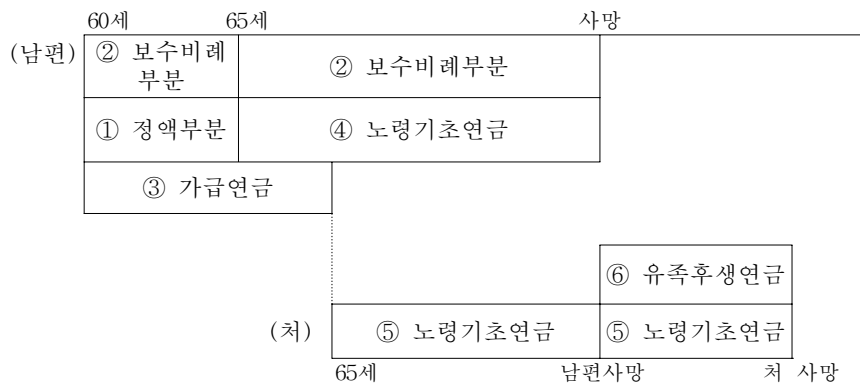 60세 65세 사망
(남편) ② 보수비례 부분 ② 보수비례부분
① 정액부분 ④ 노령기초연금
③ 가급연금
⑥ 유족후생연금
(처) ⑤ 노령기초연금 ⑤ 노령기초연금
65세 남편사망 처 사망